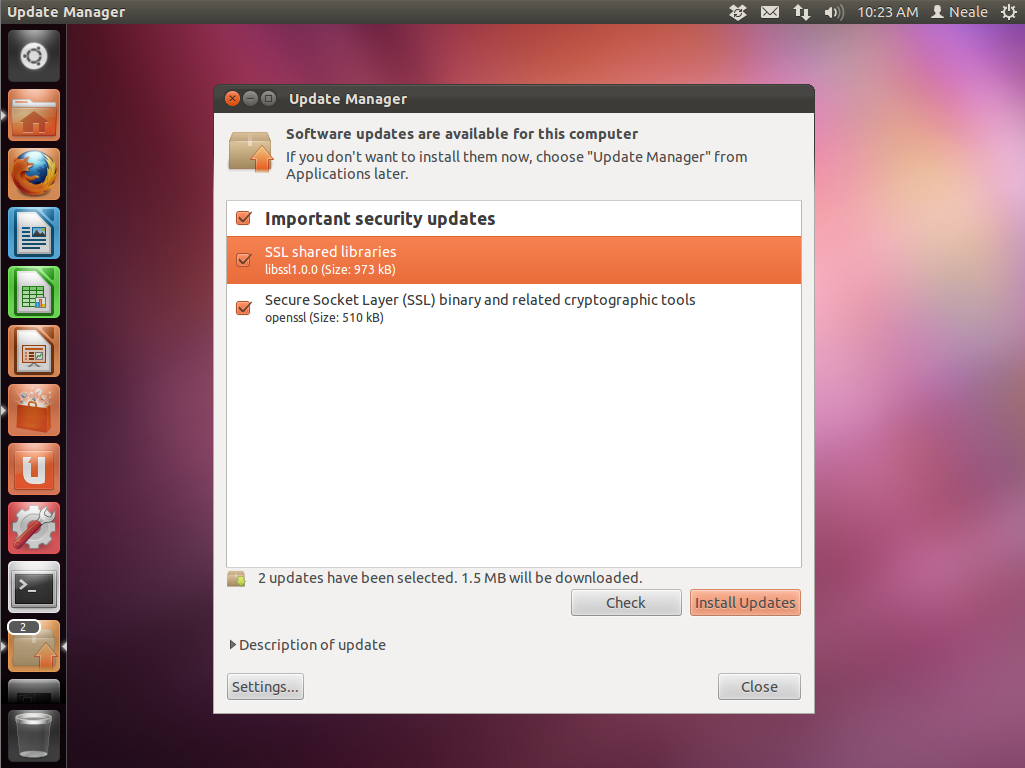 Update Manager
10:23 AM Neale
Update Manager
Software updates are available for this computer
If you don't want to install them now, choose "Update Manager" from
Applications later.
Important security updates
SSL shared libraries
libssl1.0.0 (Size: 973 kB)
Secure Socket Layer (SSL) binary and related cryptographic tools
openssl (Size: 510 kB)
2 updates have been selected. 1.5 MB will be downloaded.
Check
Install Updates
Description of update
Settings...
Close
U
>_
2